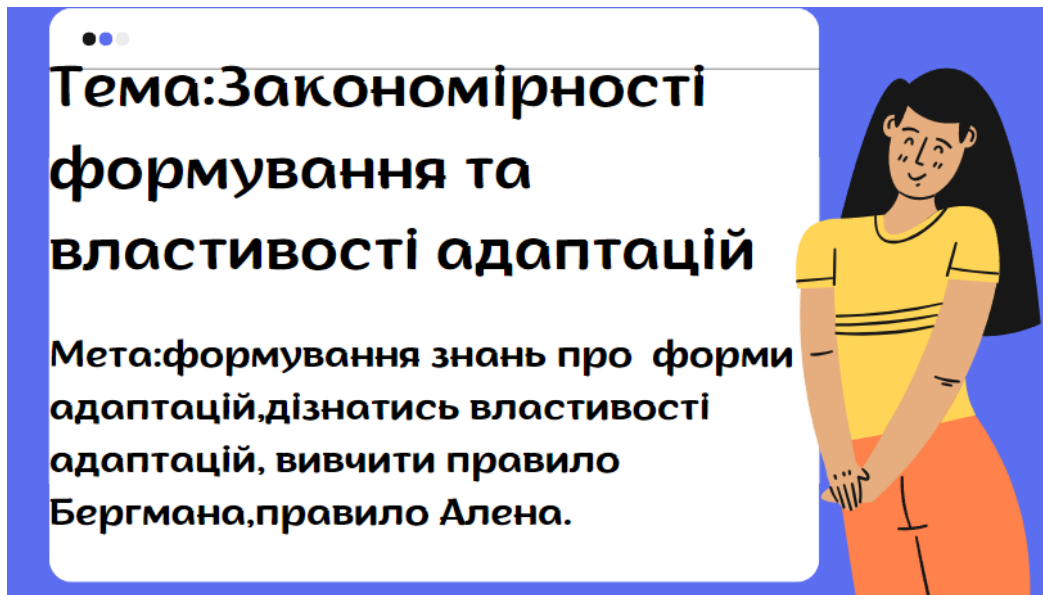 Тема:Закономірності
формування та
властивості адаптацій
Мета:формування знань про форми
адаптацій,дізнатись властивості
адаптацій, вивчити правило
Бергмана,правило Алена.